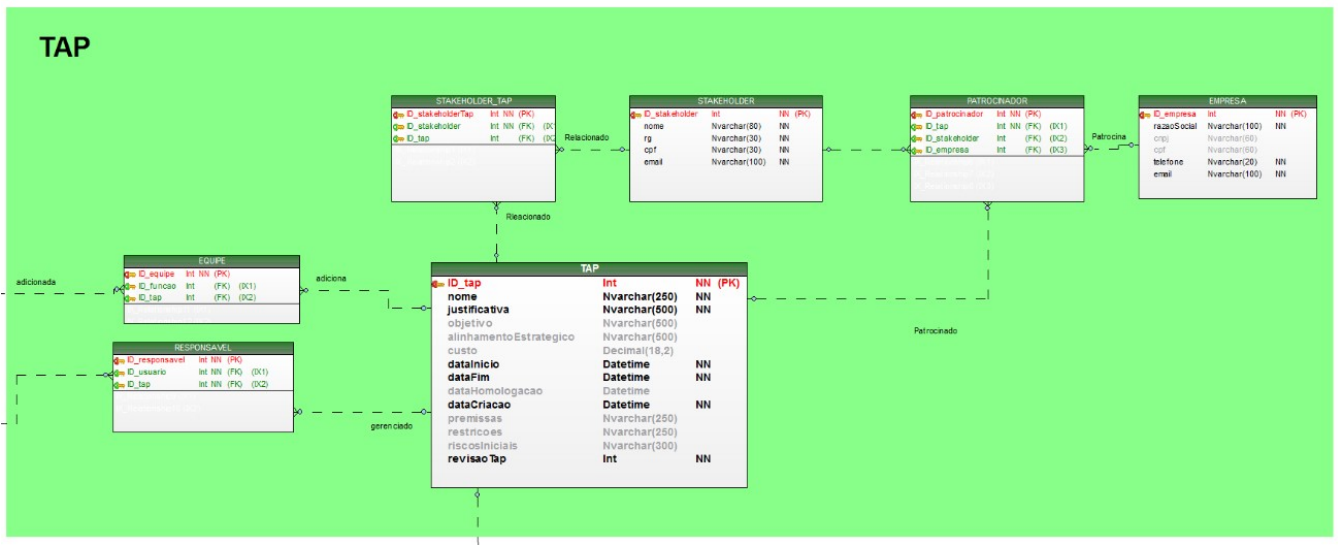 TAP
STAKEHOLDER_TAP
ID_stakeholderTap Int NN (PK)
ID_stakeholder Int NN (FK) (IX1
ID_tap Int (FK) (IX2
Relacionado
STAKEHOLDER
ID_stakeholder Int NN (PK)
nome Nvarchar(80) NN
rg Nvarchar(30) NN
cpf Nvarchar(30) NN
email Nvarchar(100) NN
PATROCINADOR
ID_patrocinador Int NN (PK)
ID_tap Int NN (FK) (IX1)
ID_stakeholder Int (FK) (IX2)
ID_empresa Int (FK) (IX3)
Patrocina
EMPRESA
ID_empresa Int NN (PK)
razaoSocial Nvarchar(100) NN
cnpj Nvarchar(60)
cpf Nvarchar(60)
telefone Nvarchar(20) NN
email Nvarchar(100) NN
Rleacionado
adicionada
EQUIPE
ID_equipe Int NN (PK)
ID_funcao Int (FK) (IX1)
ID_tap Int (FK) (IX2)
adiciona
RESPONSAVEL
ID_responsavel Int NN (PK)
ID_usuario Int NN (FK) (IX1)
ID_tap Int NN (FK) (IX2)
gerenciado
TAP
ID_tap Int NN (PK)
nome Nvarchar(250) NN
justificativa Nvarchar(500) NN
objetivo Nvarchar(500)
alinhamentoEstrategico Nvarchar(500)
custo Decimal(18,2)
dataInicio Datetime NN
dataFim Datetime NN
dataHomologacao Datetime
dataCriacao Datetime NN
premissas Nvarchar(250)
restricoes Nvarchar(250)
riscosIniciais Nvarchar(300)
revisaoTap Int NN
Patrocinado